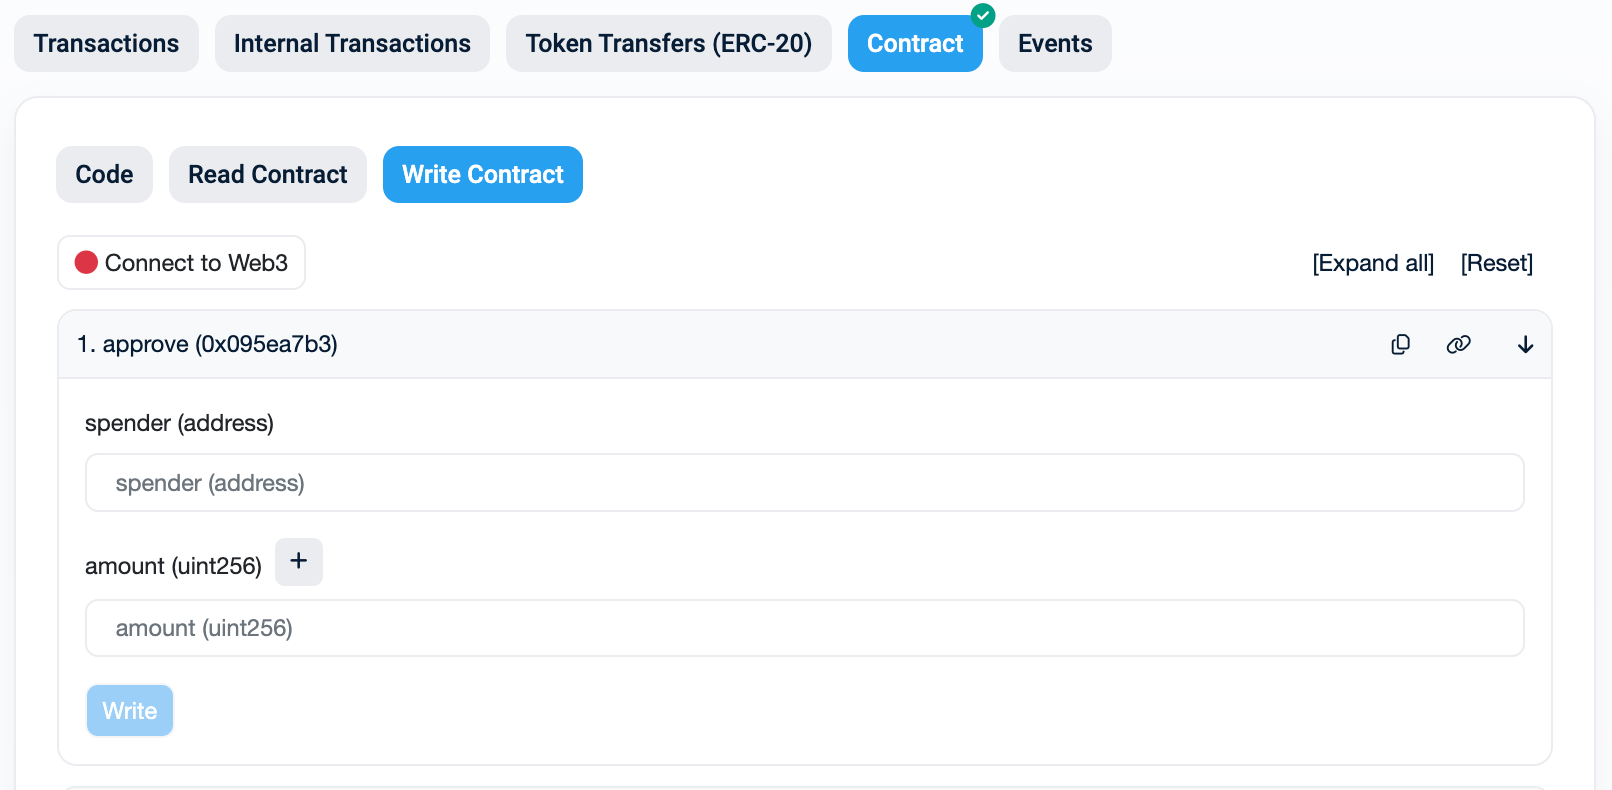 Transactions Internal Transactions Token Transfers (ERC-20) Contract Events
Code Read Contract Write Contract
Connect to Web3 [Expand all] [Reset]
1. approve (0x095ea7b3)
spender (address)
spender (address)
amount (uint256) +
amount (uint256)
Write